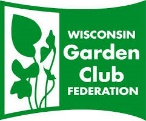 WISCONSIN
Garden
Club
FEDERATION